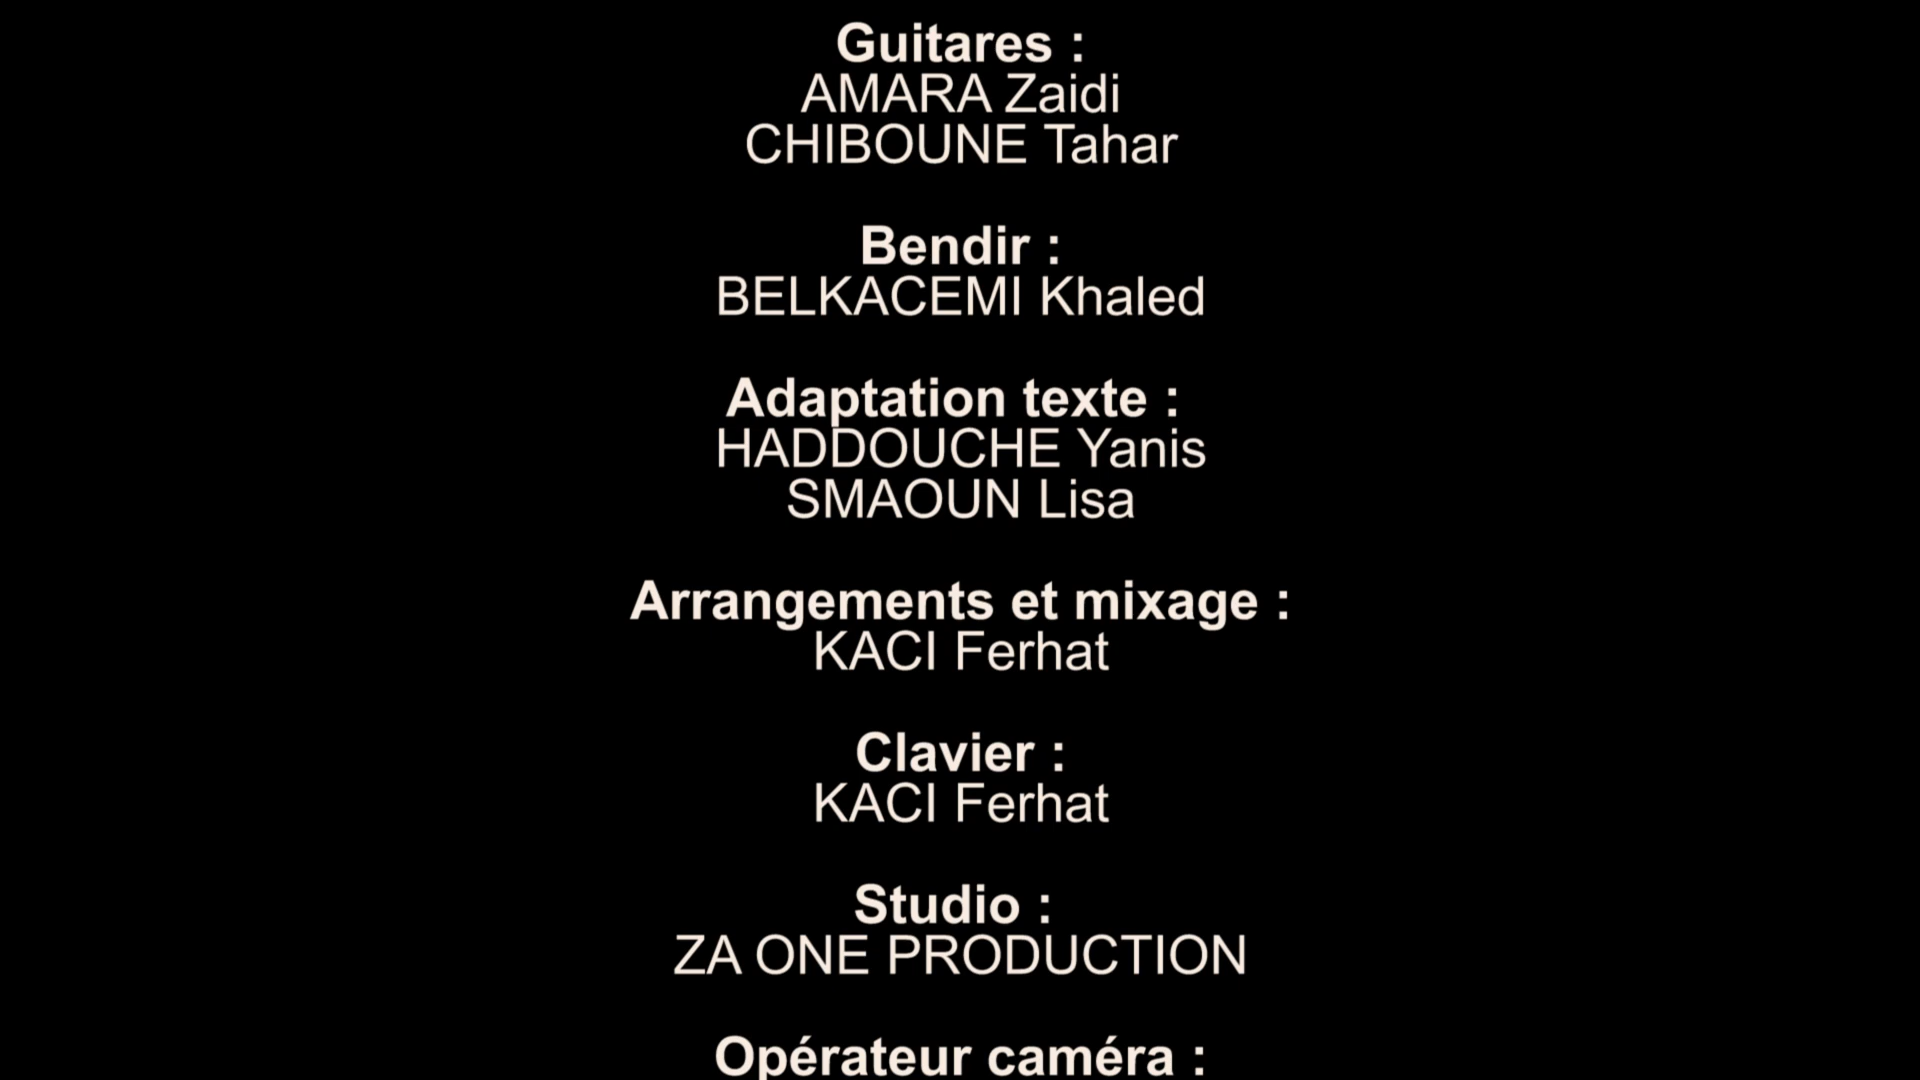 Guitares :
AMARA Zaidi
CHIBOUNE Tahar
Bendir :
BELKACEMI Khaled
Adaptation texte :
HADDOUCHE Yanis
SMAOUN Lisa
Arrangements et mixage :
KACI Ferhat
Clavier :
KACI Ferhat
Studio :
ZA ONE PRODUCTION
Opérateur caméra :